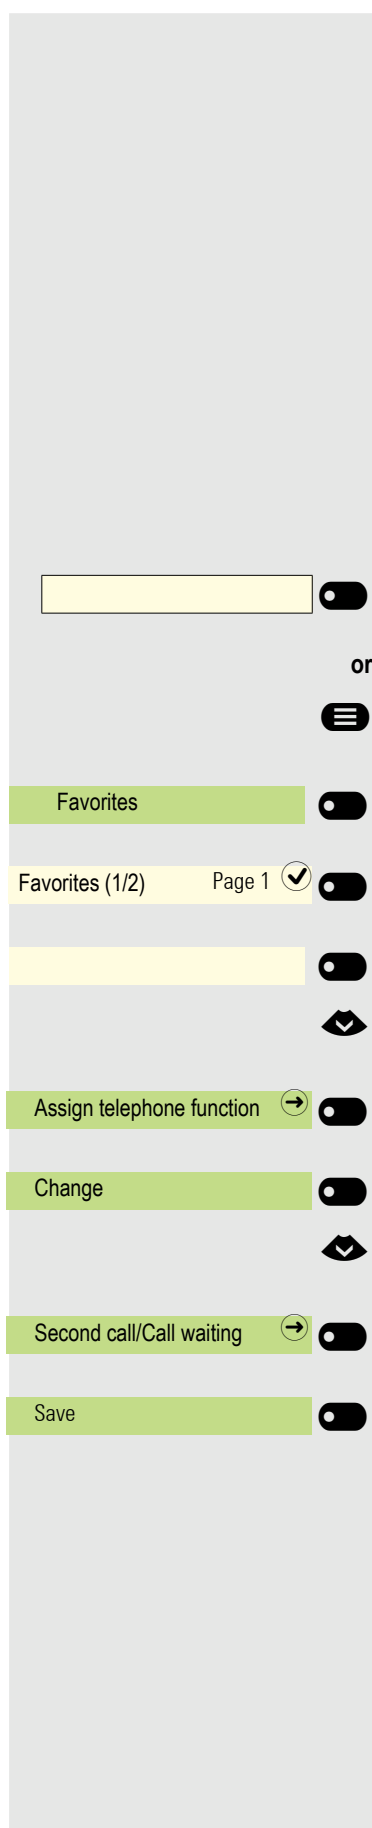 or
Favorites
Favorites (1/2) Page 1
Assign telephone function
Change
Second call/Call waiting
Save